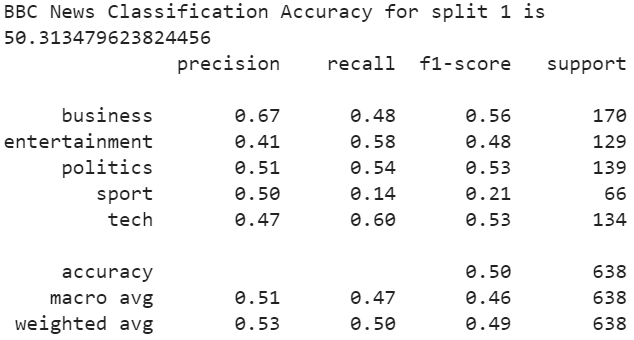 BBC News Classification Accuracy for split 1 is
50.313479623824456
precision recall f1-score support
business 0.67 0.48 0.56 170
entertainment 0.41 0.58 0.48 129
politics 0.51 0.54 0.53 139
sport 0.50 0.14 0.21 66
tech 0.47 0.60 0.53 134
accuracy 0.50 638
macro avg 0.51 0.47 0.46 638
weighted avg 0.53 0.50 0.49 638